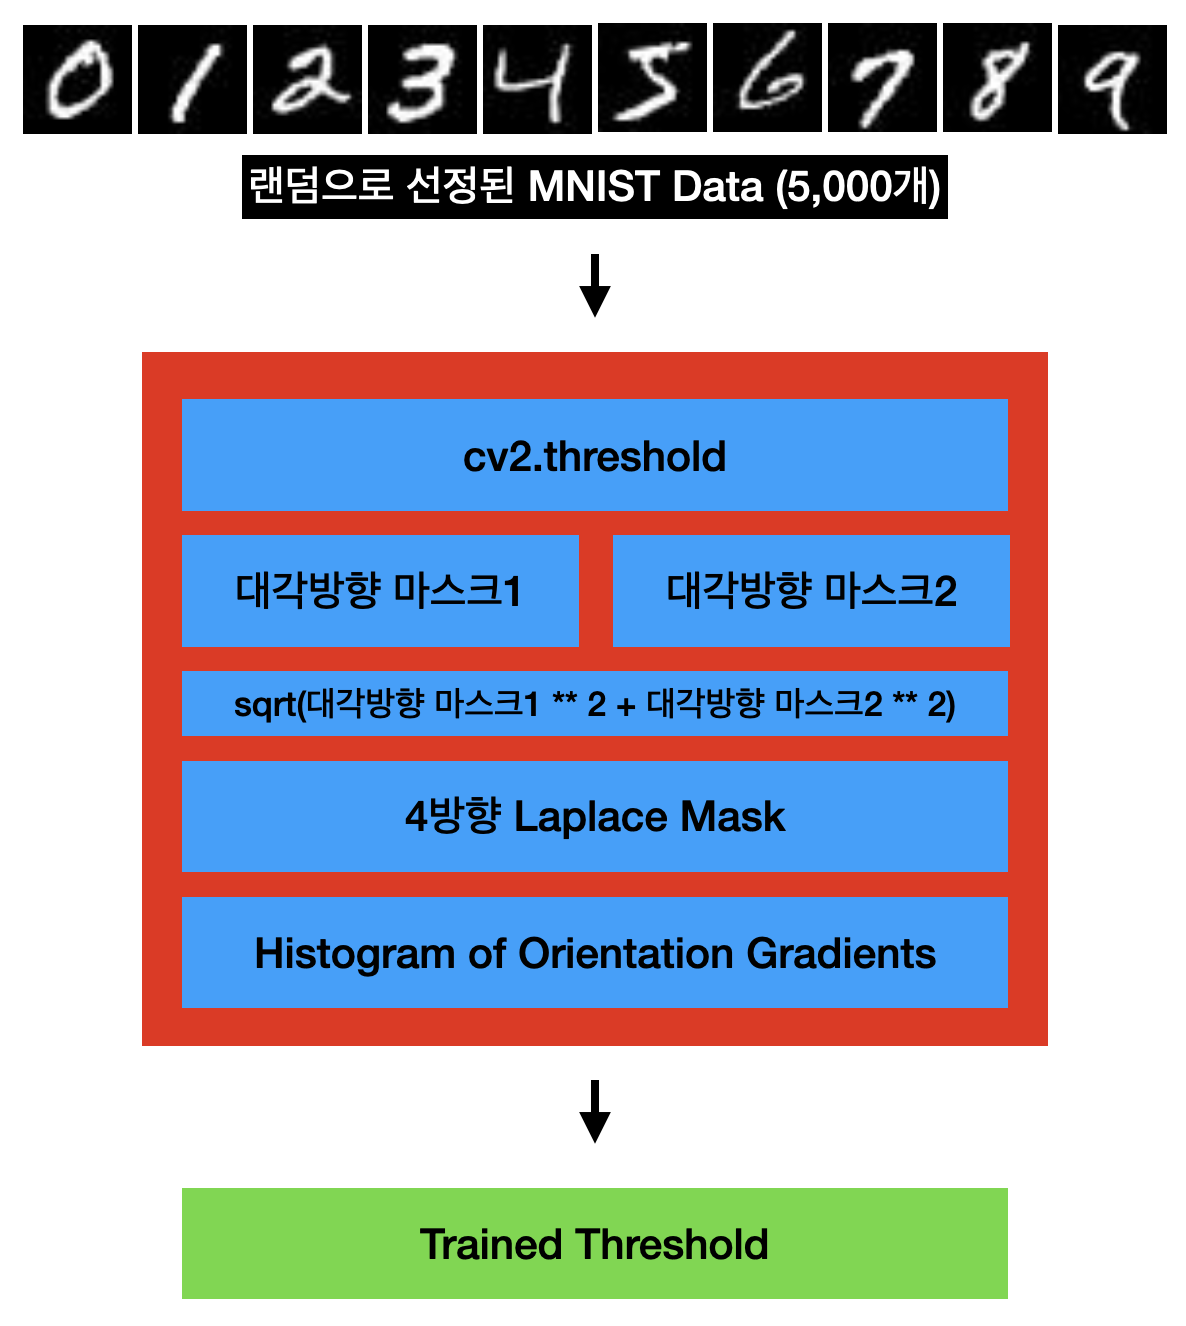 0 1 2 3 4 5 6 7 8 9
랜덤으로 선정된 MNIST Data (5,000개)
cv2.threshold
대각방향 마스크1
대각방향 마스크2
sqrt(대각방향 마스크1 ** 2 + 대각방향 마스크2 ** 2)
4방향 Laplace Mask
Histogram of Orientation Gradients
Trained Threshold